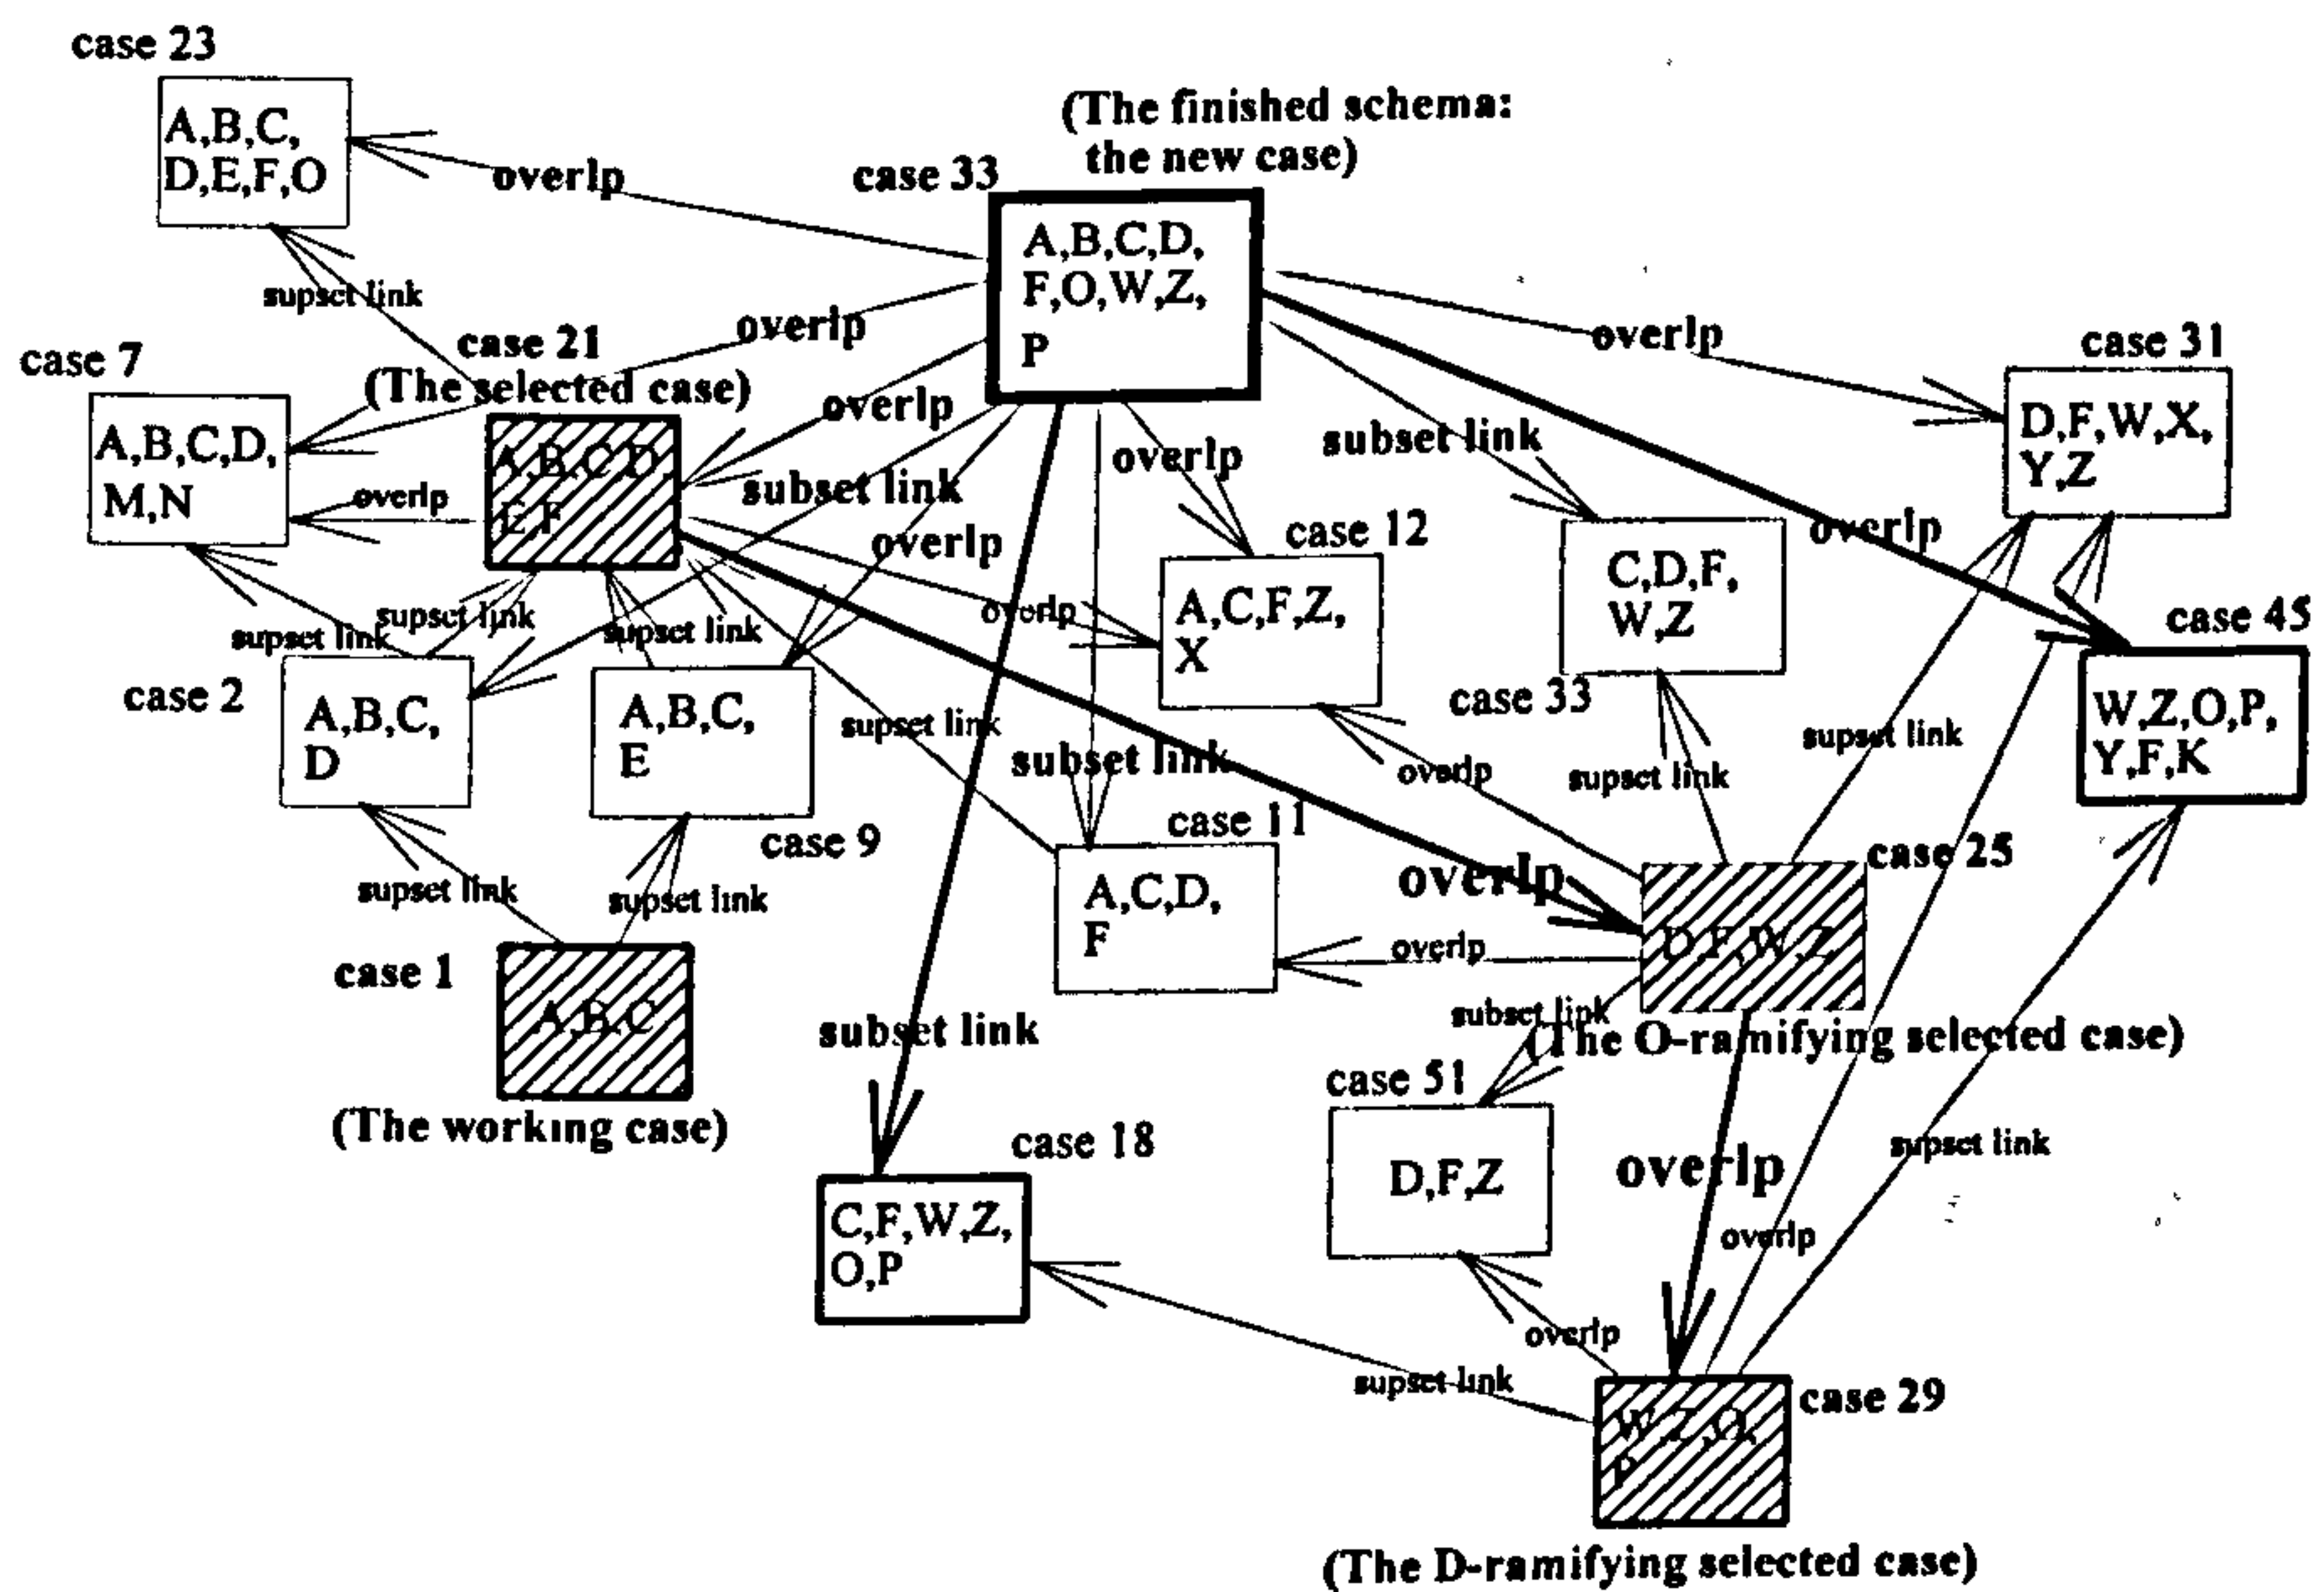 case 23
A,B,C,
D,E,F,O
overlp
(The finished schema:
the new case)
case 33
A,B,C,D,
F,O,W,Z,
P
supset link
overlp
case 21
(The selected case)
A,B,C,D
E,F
case 7
A,B,C,D,
M,N
overlp
overlp
subset link
overlp
overlp
subset link
overlp
case 31
D,F,W,X,
Y,Z
overlp
case 12
A,C,F,Z,
X
overlp
C,D,F,
W,Z
case 33
case 45
W,Z,O,P,
Y,F,K
supset link
supset link
supset link
case 2
A,B,C,
D
A,B,C,
E
case 9
supset link
subset link
overlp
supset link
supset link
case 11
A,C,D,
F
overlp
case 25
D,F,W,Z
(The O-ramifying selected case)
overlp
supset link
supset link
case 1
A,B,C
(The working case)
subset link
subset link
case 51
D,F,Z
case 18
C,F,W,Z,
O,P
overlp
supset link
overlp
overlp
supset link
case 29
W,Z,O,
P
(The D-ramifying selected case)